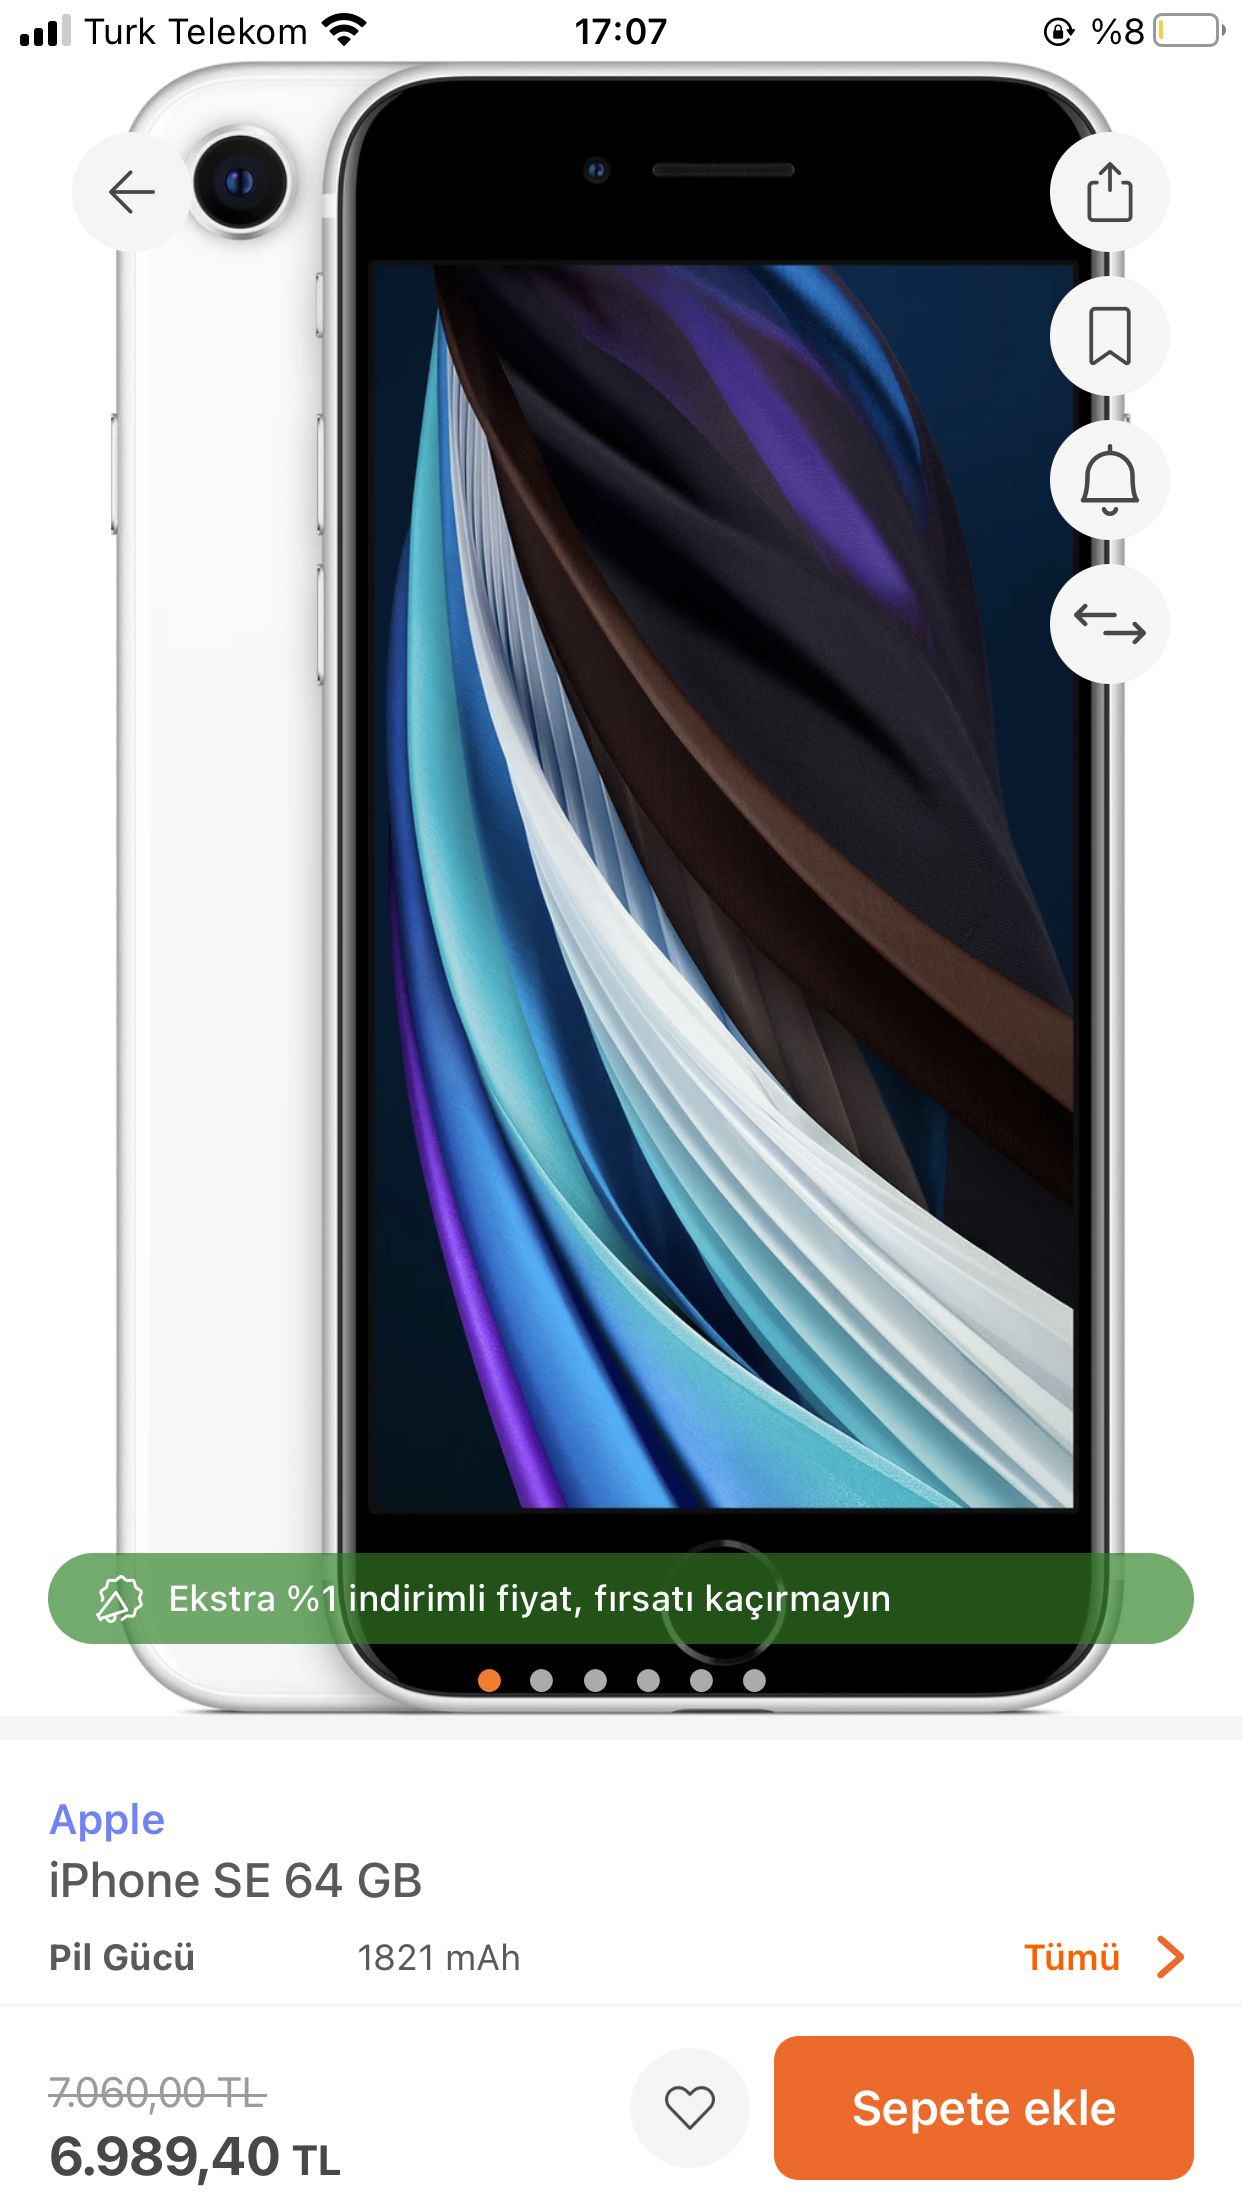 Turk Telekom
17:07
%8
Ekstra %1 indirimli fiyat, fırsatı kaçırmayın
Apple
iPhone SE 64 GB
Pil Gücü 1821 mAh Tümü
7.060,00 TL
6.989,40 TL
Sepete ekle